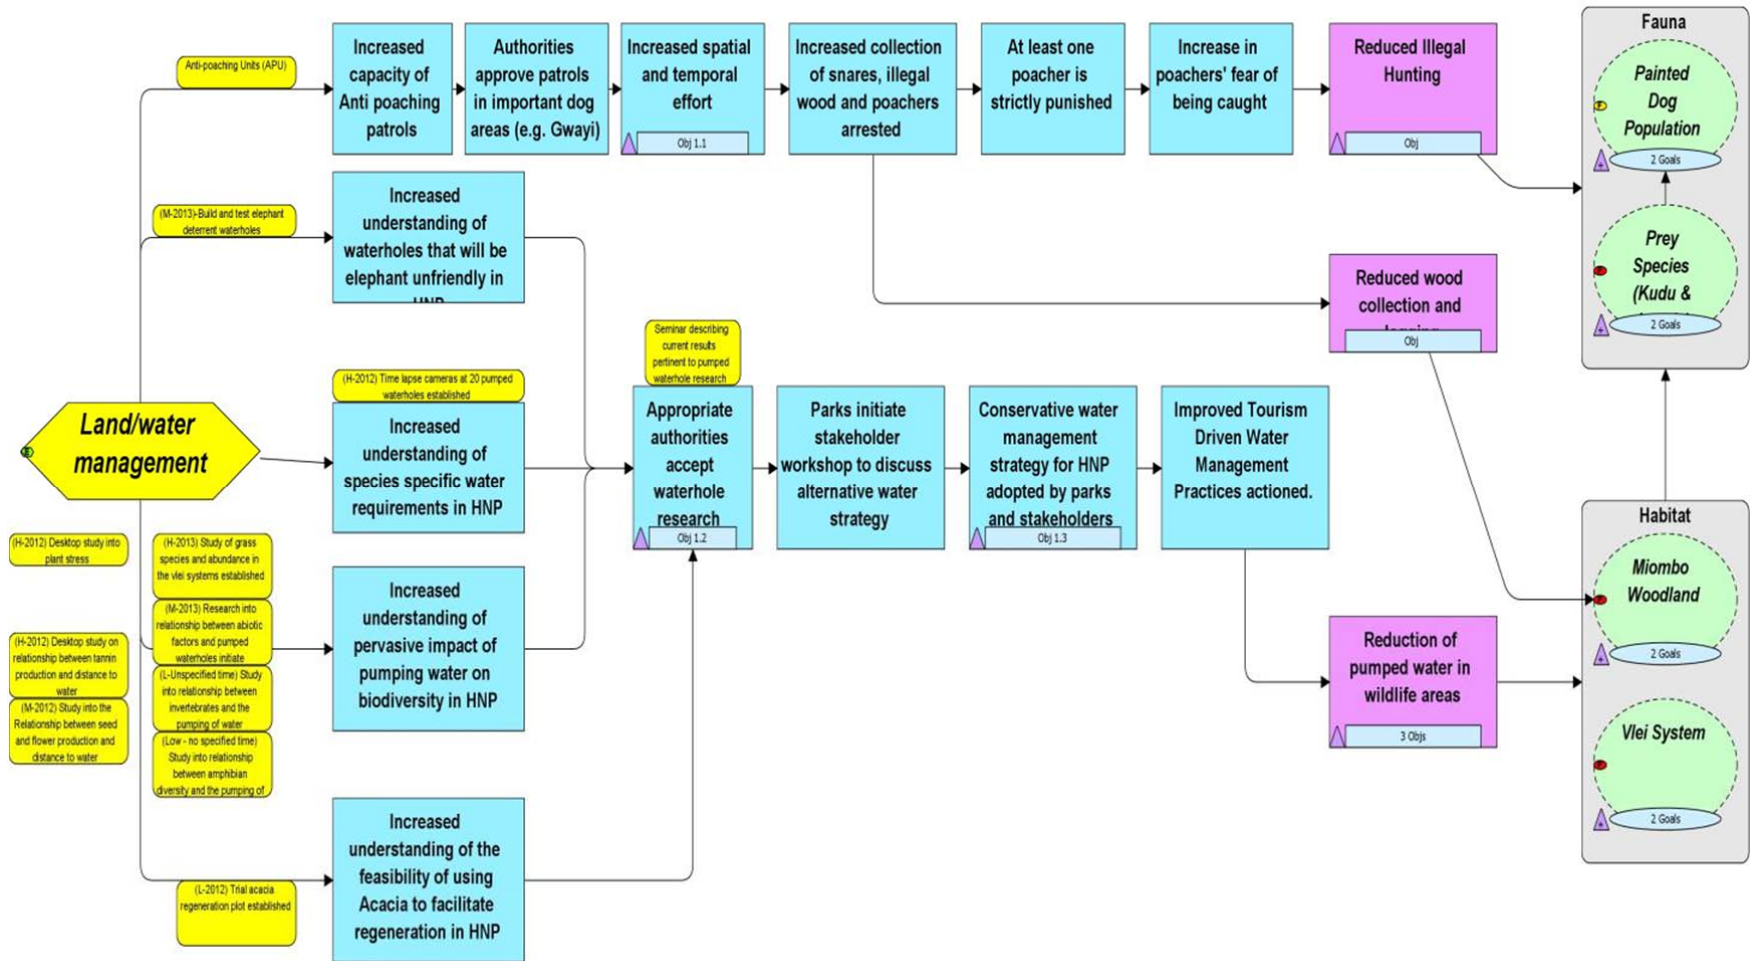 Anti-poaching Units (APU)
Increased
capacity of
Anti poaching
patrols
Authorities
approve patrols
in important dog
areas (e.g. Gwayi)
Increased spatial
and temporal
effort
Obj 1.1
Increased collection
of snares, illegal
wood and poachers
arrested
At least one
poacher is
strictly punished
Increase in
poachers' fear of
being caught
Reduced Illegal
Hunting
Obj
Fauna
Painted
Dog
Population
2 Goals
Prey
Species
(Kudu &
2 Goals
(M-2013)-Build and test elephant
deterrent waterholes
Increased
understanding of
waterholes that will be
elephant unfriendly in
HNP
Reduced wood
collection and
Obj
Seminar describing
current results
pertinent to pumped
waterhole research
(H-2012) Time lapse cameras at 20 pumped
waterholes established
Land/water
management
Increased
understanding of
species specific water
requirements in HNP
Appropriate
authorities
accept
waterhole
research
Obj 1.2
Parks initiate
stakeholder
workshop to discuss
alternative water
strategy
Conservative water
management
strategy for HNP
adopted by parks
and stakeholders
Obj 1.3
Improved Tourism
Driven Water
Management
Practices actioned.
Habitat
Miombo
Woodland
2 Goals
Vlei System
2 Goals
(H-2012) Desktop study into
plant stress
(H-2013) Study of grass
species and abundance in
the vlei systems established
(M-2013) Research into
relationship between abiotic
factors and pumped
waterholes initiate
(H-2012) Desktop study on
relationship between tannin
production and distance to
water
(L-Unspecified time) Study
into relationship between
invertebrates and the
pumping of water
(M-2012) Study into the
Relationship between seed
and flower production and
distance to water
(Low - no specified time)
Study into relationship
between amphibian
diversity and the pumping of
Increased
understanding of
pervasive impact of
pumping water on
biodiversity in HNP
Reduction of
pumped water in
wildlife areas
3 Objs
(L-2012) Trial acacia
regeneration plot established
Increased
understanding of the
feasibility of using
Acacia to facilitate
regeneration in HNP